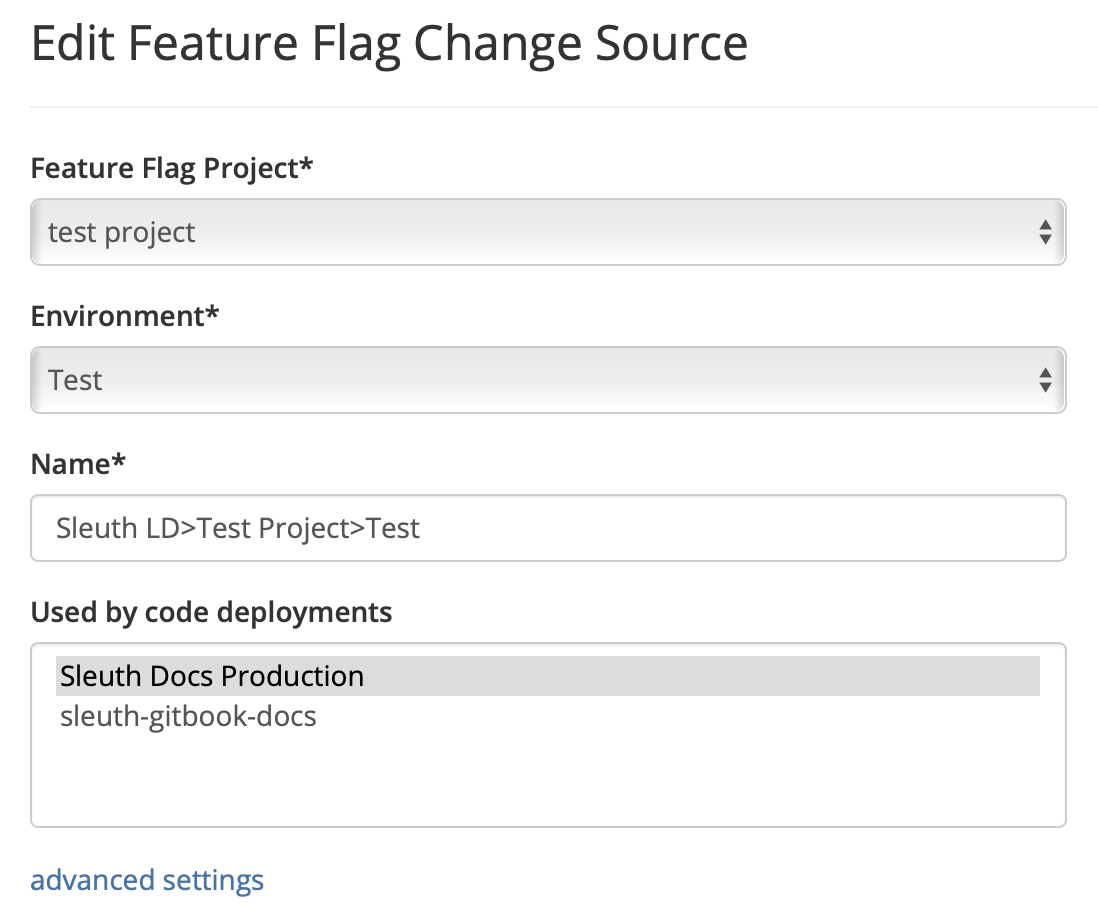 Edit Feature Flag Change Source
Feature Flag Project*
test project
Environment*
Test
Name*
Sleuth LD>Test Project>Test
Used by code deployments
Sleuth Docs Production
sleuth-gitbook-docs
advanced settings